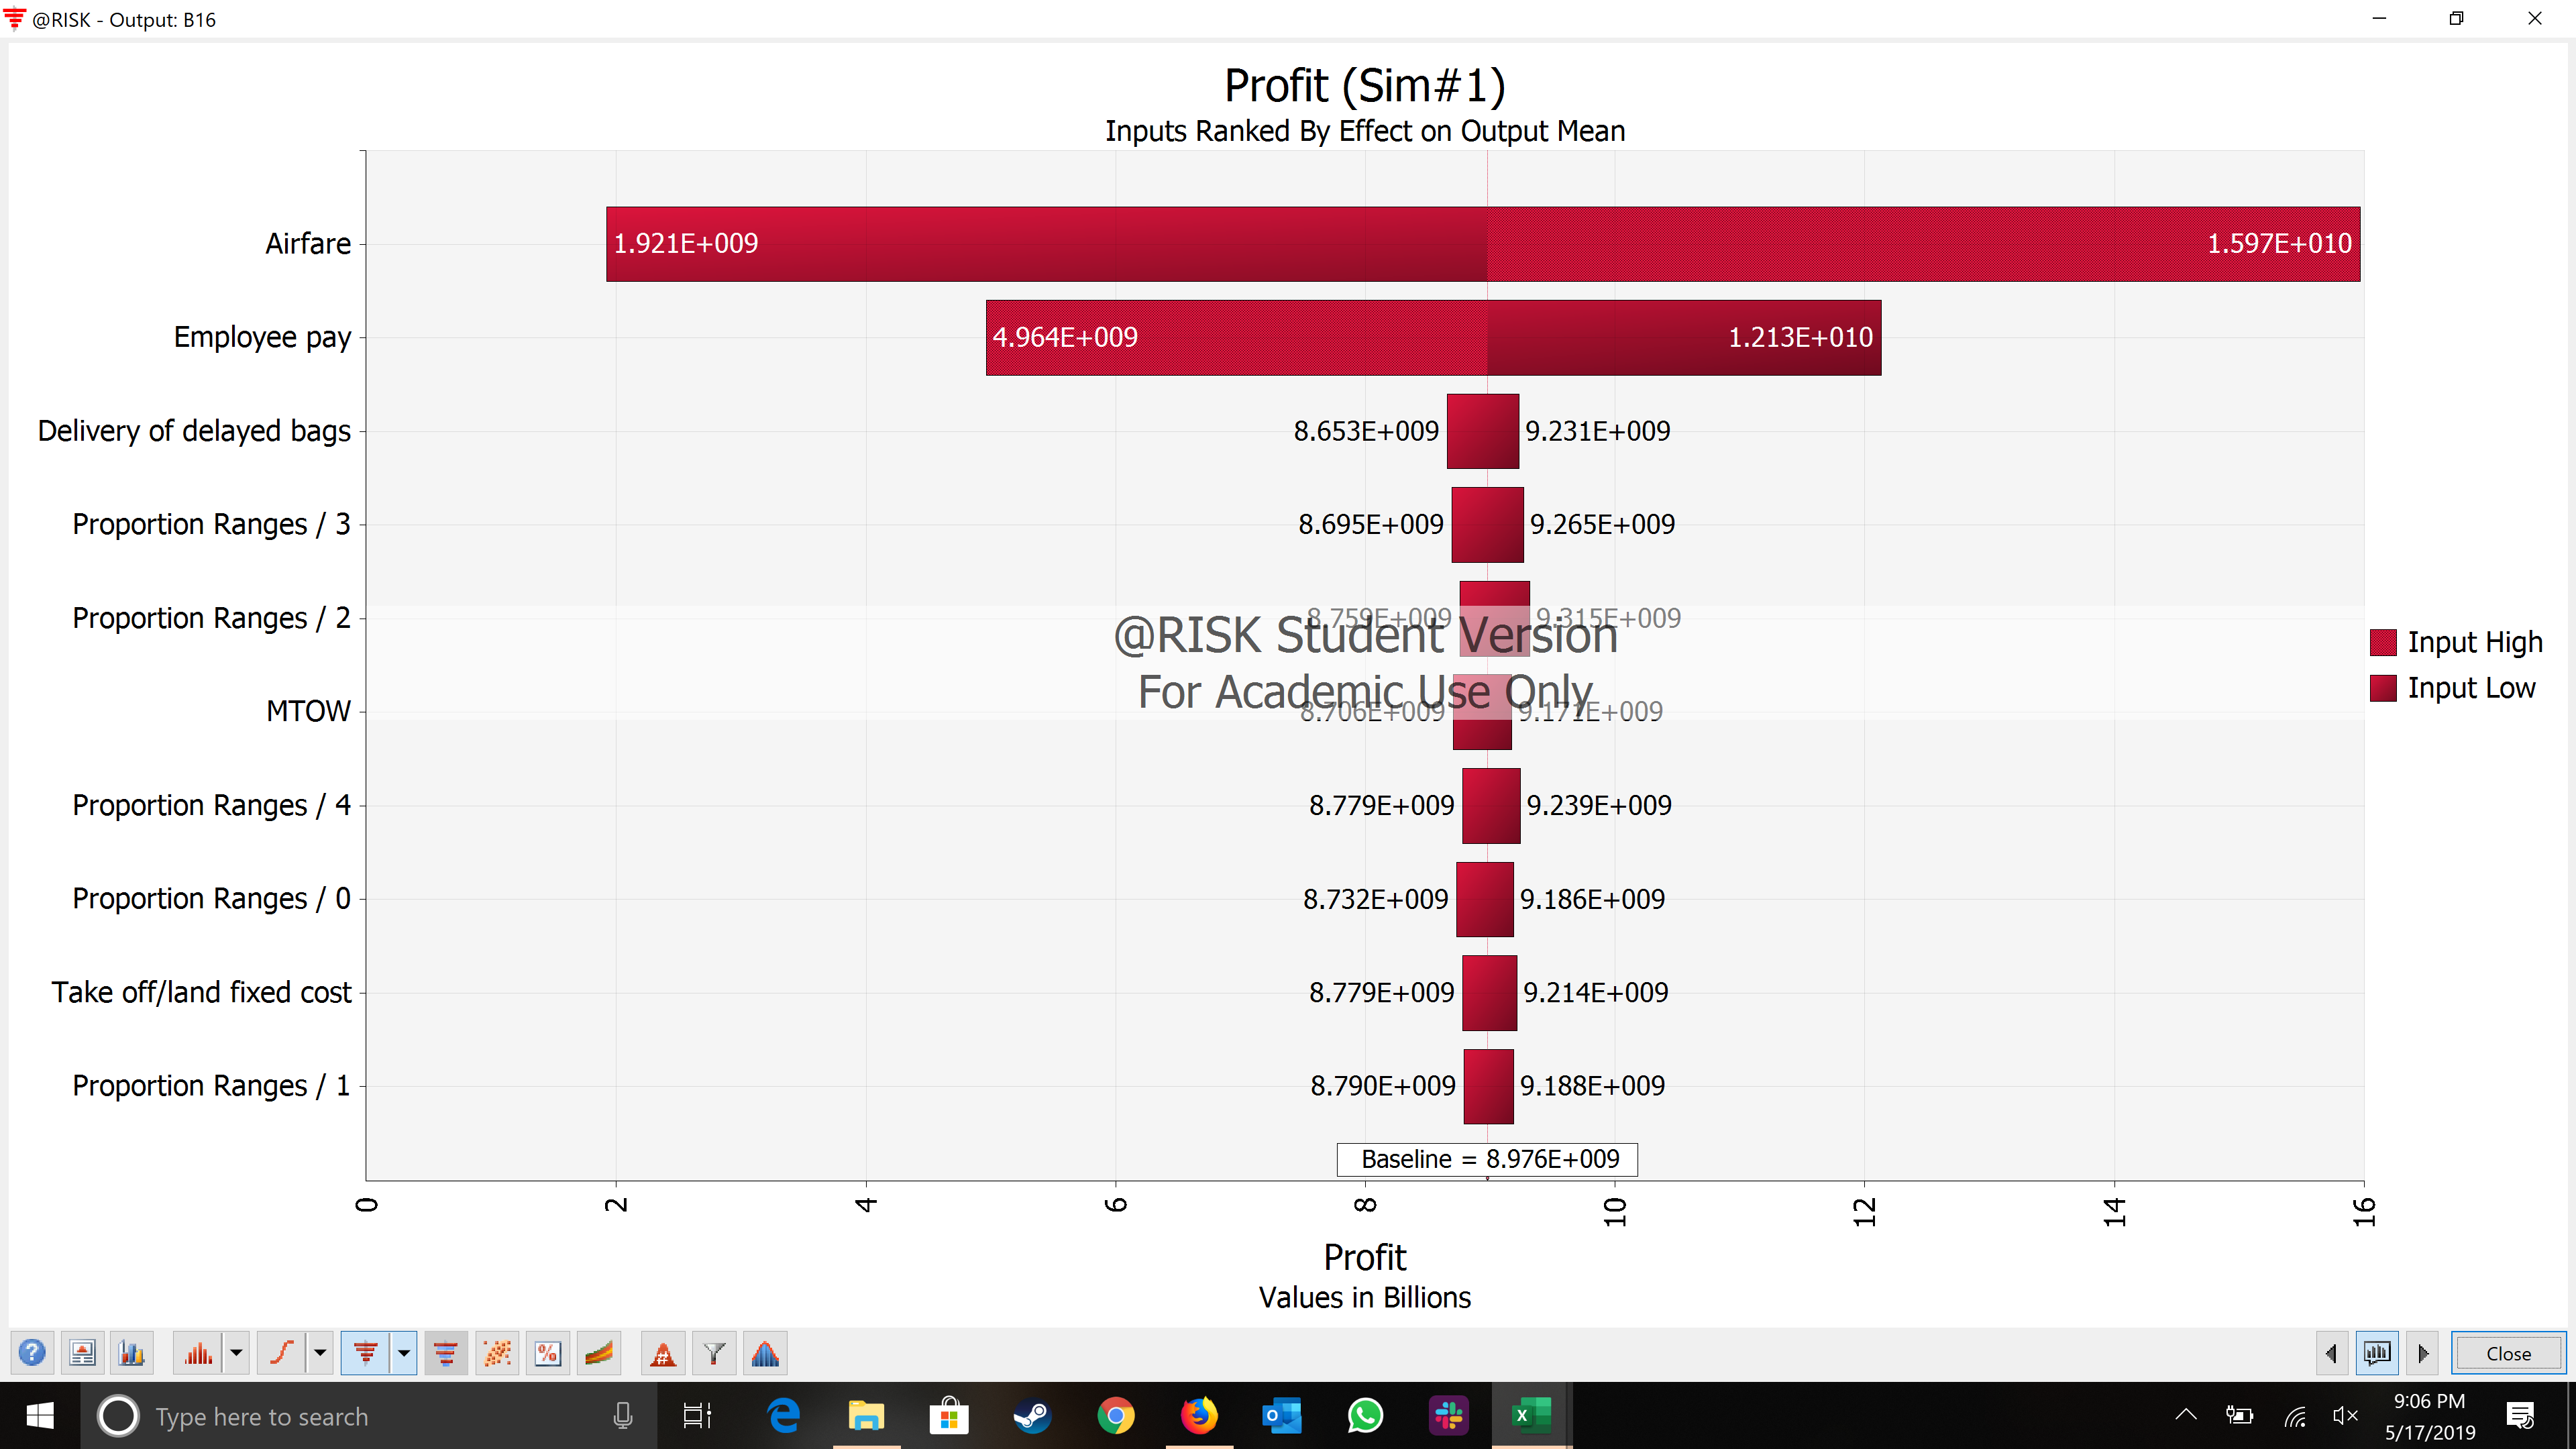 @RISK - Output: B16
Profit (Sim#1)
Inputs Ranked By Effect on Output Mean
Airfare 1.921E+009 1.597E+010
Employee pay 4.964E+009 1.213E+010
Delivery of delayed bags 8.653E+009 9.231E+009
Proportion Ranges / 3 8.695E+009 9.265E+009
Proportion Ranges / 2 8.759E+009 9.315E+009
@RISK Student Version
For Academic Use Only
Input High
Input Low
MTOW 8.706E+009 9.171E+009
Proportion Ranges / 4 8.779E+009 9.239E+009
Proportion Ranges / 0 8.732E+009 9.186E+009
Take off/land fixed cost 8.779E+009 9.214E+009
Proportion Ranges / 1 8.790E+009 9.188E+009
Baseline = 8.976E+009
0 2 4 6 8 10 12 14 16
Profit
Values in Billions
Close
Type here to search
9:06 PM
5/17/2019